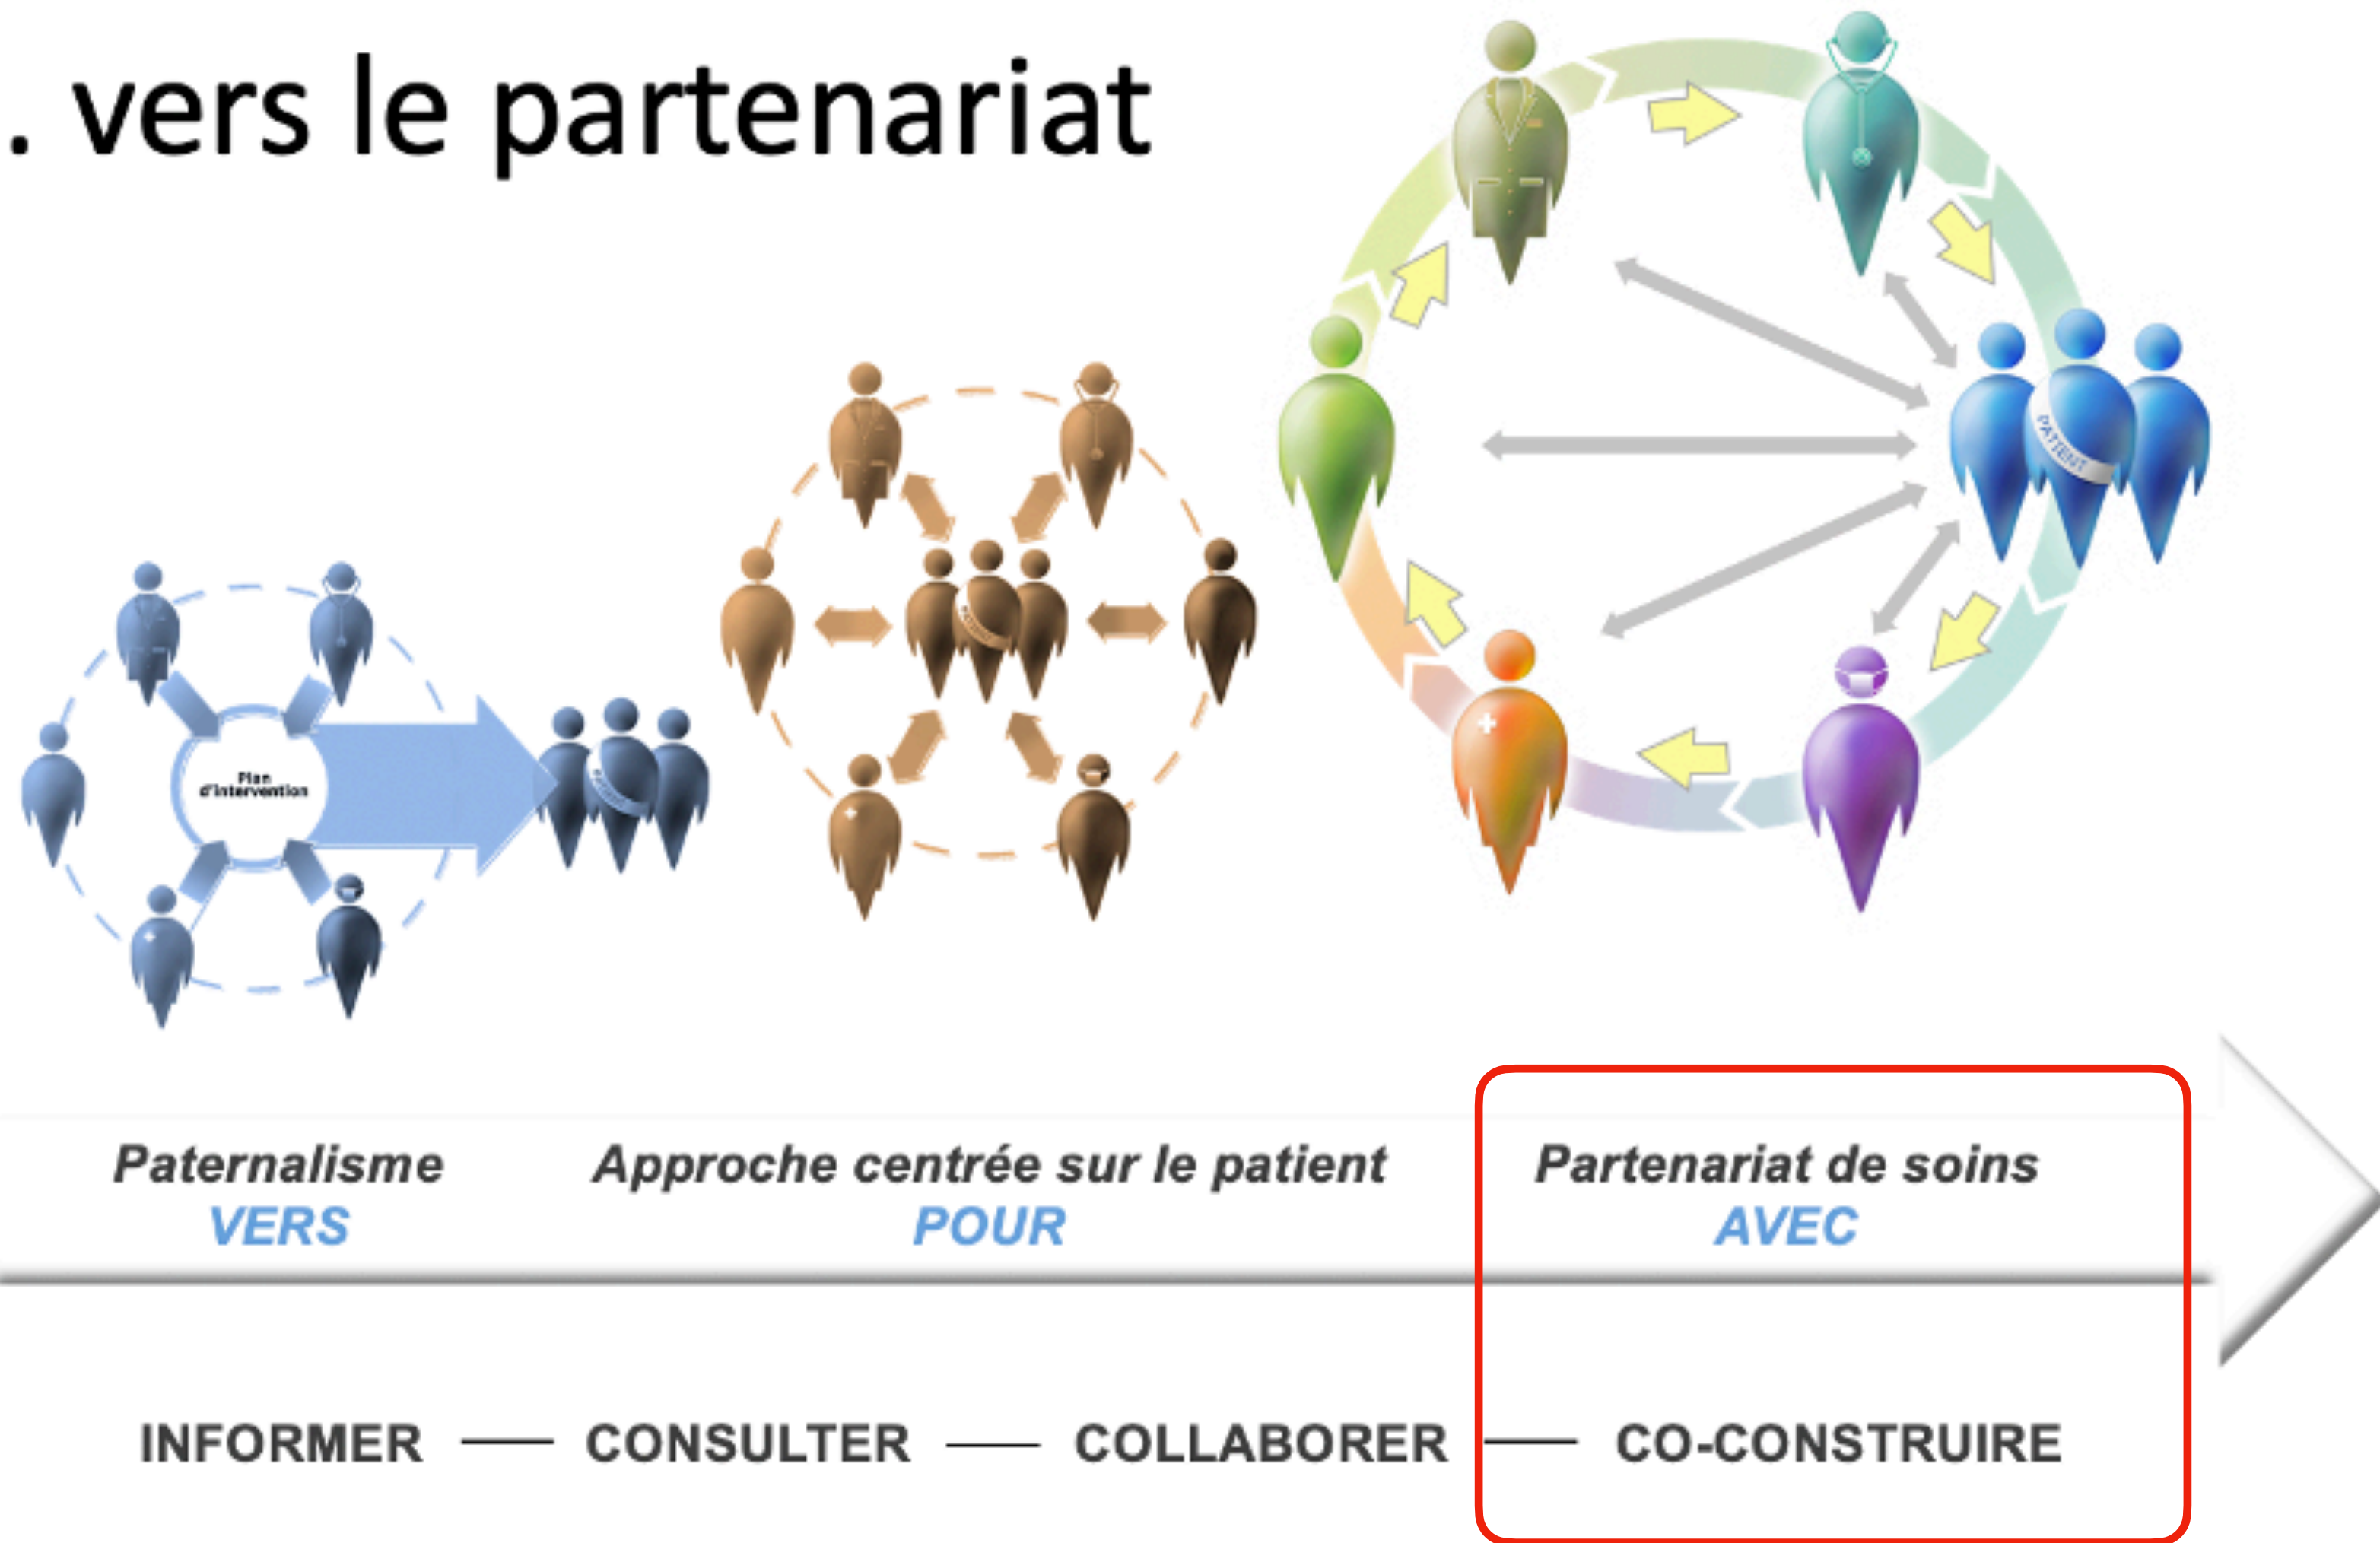 . vers le partenariat
PATIENT
Plan
d'intervention
Paternalisme
VERS
Approche centrée sur le patient
POUR
Partenariat de soins
AVEC
INFORMER — CONSULTER — COLLABORER — CO-CONSTRUIRE